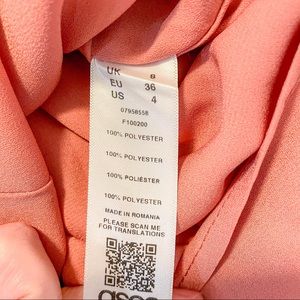 UK 8
EU 36
US 4
07958558
F100200
100% POLYESTER
100% POLYESTER
100% POLIÉSTER
100% POLYESTER
MADE IN ROMANIA
PLEASE SCAN ME
FOR TRANSLATIONS
asos